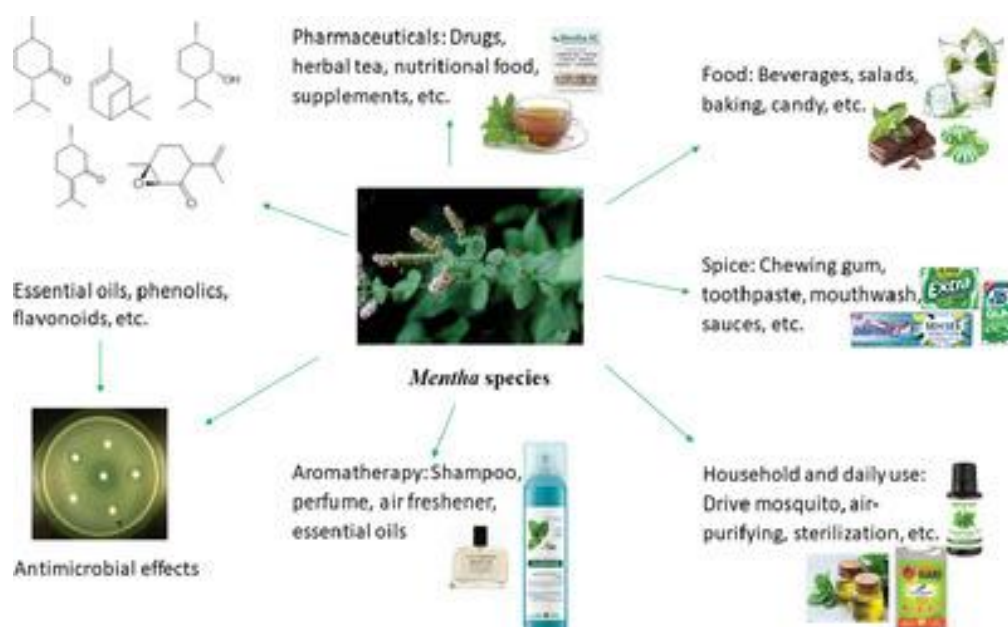 Pharmaceuticals: Drugs,
herbal tea, nutritional food,
supplements, etc.
Food: Beverages, salads,
baking, candy, etc.
O
OH
O
O
O
Essential oils, phenolics,
flavonoids, etc.
Mentha species
Spice: Chewing gum,
toothpaste, mouthwash,
sauces, etc.
Extra
Antimicrobial effects
Aromatherapy: Shampoo,
perfume, air freshener,
essential oils
Household and daily use:
Drive mosquito, air-
purifying, sterilization, etc.